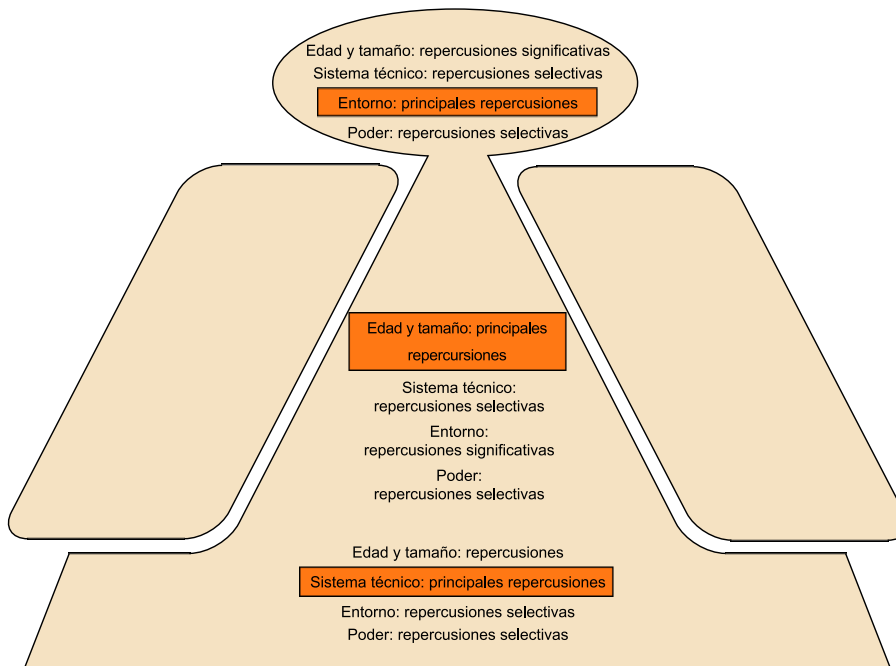 Edad y tamaño: repercusiones significativas
Sistema técnico: repercusiones selectivas
Entorno: principales repercusiones
Poder: repercusiones selectivas
Edad y tamaño: principales
repercursiones
Sistema técnico:
repercusiones selectivas
Entorno:
repercusiones significativas
Poder:
repercusiones selectivas
Edad y tamaño: repercusiones
Sistema técnico: principales repercusiones
Entorno: repercusiones selectivas
Poder: repercusiones selectivas